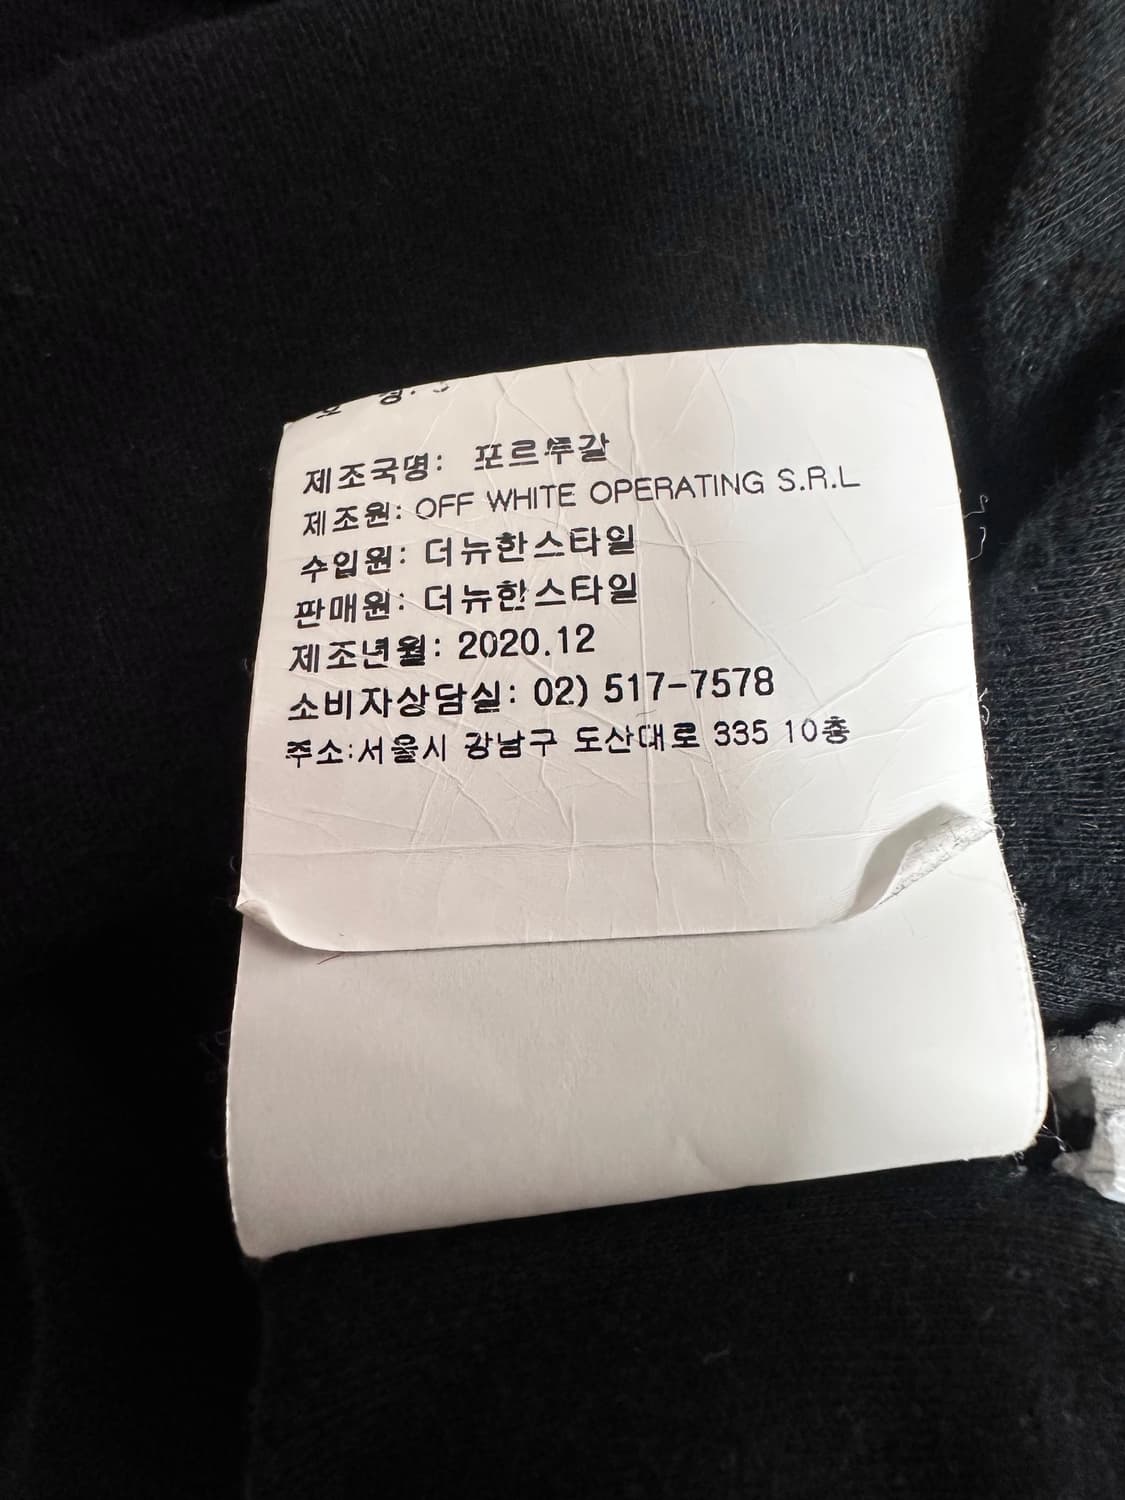 제조국명: 포르투갈
제조원: OFF WHITE OPERATING S.R.L
수입원: 더뉴한스타일
판매원: 더뉴한스타일
제조년월: 2020.12
소비자상담실: 02) 517-7578
주소:서울시 강남구 도산대로 335 10층